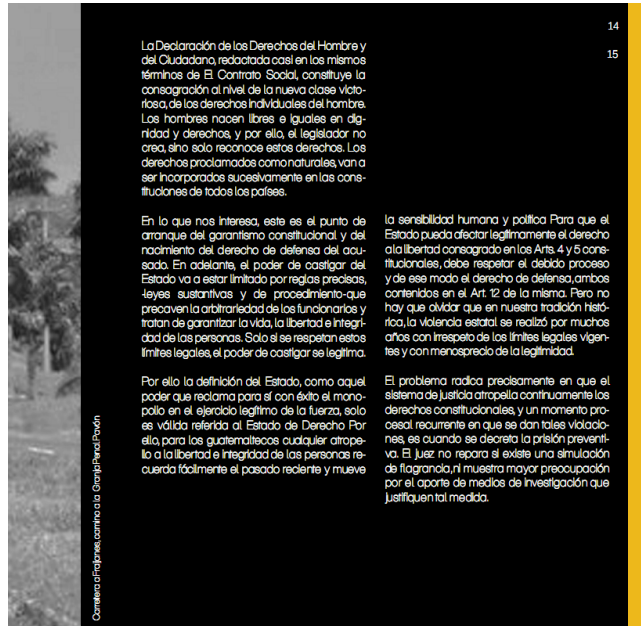 14
15
La Declaración de los Derechos del Hombre y
del Ciudadano, redactada casi en los mismos
términos de El Contrato Social, constituye la
consagración al nivel de la nueva clase victo-
riosa, de los derechos individuales del hombre.
Los hombres nacen libres e iguales en dig-
nidad y derechos, y por ello, el legislador no
crea, sino solo reconoce estos derechos. Los
derechos proclamados como naturales, van a
ser incorporados sucesivamente en las cons-
tituciones de todos los países.
En lo que nos interesa, este es el punto de
arranque del garantismo constitucional y del
nacimiento del derecho de defensa del acu-
sado. En adelante, el poder de castigar del
Estado va a estar limitado por reglas precisas,
-leyes sustantivas y de procedimiento-que
precaven la arbitrariedad de los funcionarios y
tratan de garantizar la vida, la libertad e integri-
dad de las personas. Solo si se respetan estos
límites legales, el poder de castigar se legitima.
Por ello la definición del Estado, como aquel
poder que reclama para sí con éxito el mono-
polio en el ejercicio legítimo de la fuerza, solo
es válida referida al Estado de Derecho Por
ello, para los guatemaltecos cualquier atrope-
llo a la libertad e integridad de las personas re-
cuerda fácilmente el pasado reciente y mueve
la sensibilidad humana y política Para que el
Estado pueda afectar legítimamente el derecho
a la libertad consagrado en los Arts. 4 y 5 cons-
titucionales, debe respetar el debido proceso
y de ese modo el derecho de defensa, ambos
contenidos en el Art. 12 de la misma. Pero no
hay que olvidar que en nuestra tradición histó-
rica, la violencia estatal se realizó por muchos
años con irrespeto de los límites legales vigen-
tes y con menosprecio de la legitimidad.
El problema radica precisamente en que el
sistema de justicia atropella continuamente los
derechos constitucionales, y un momento pro-
cesal recurrente en que se dan tales violacio-
nes, es cuando se decreta la prisión preventi-
va. El juez no repara si existe una simulación
de flagrancia, ni muestra mayor preocupación
por el aporte de medios de investigación que
justifiquen tal medida.
Carretera a Fraijanes, camino a la Granja Penal Pavón